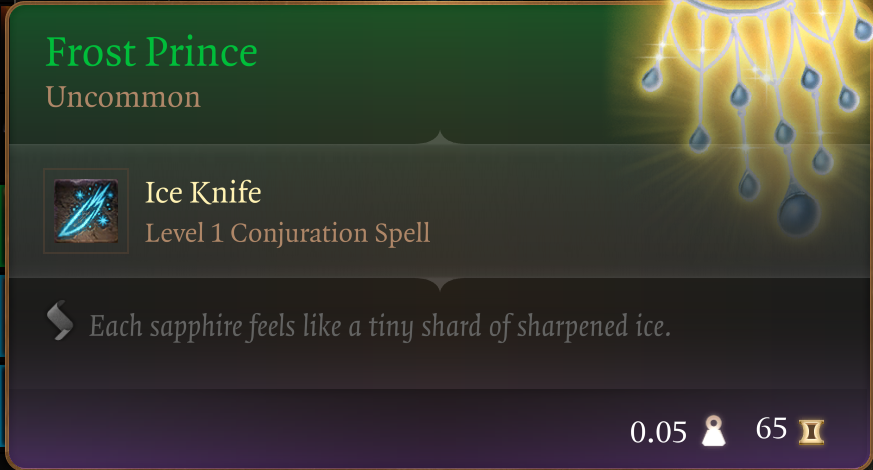 Frost Prince
Uncommon
Ice Knife
Level 1 Conjuration Spell
Each sapphire feels like a tiny shard of sharpened ice.
0.05 65